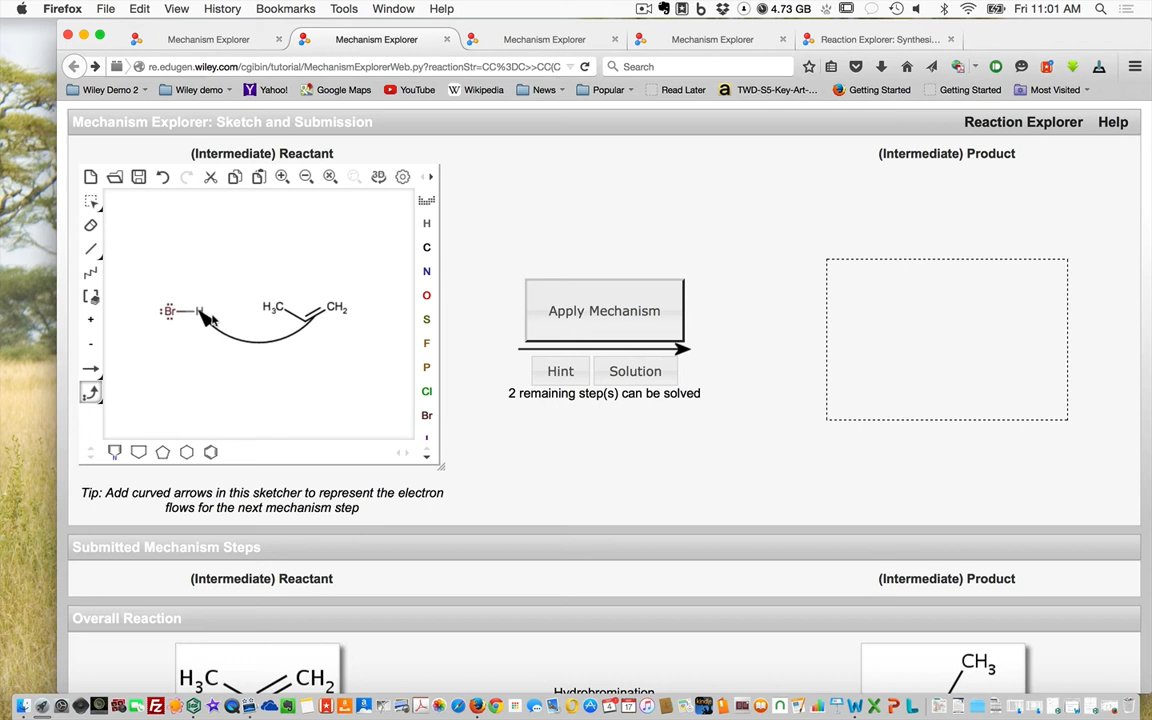 Firefox File Edit View History Bookmarks Tools Window Help 4.73 GB Fri 11:01 AM
Mechanism Explorer Mechanism Explorer Mechanism Explorer Mechanism Explorer Reaction Explorer: Synthesi...
re.edugen.wiley.com/cgibin/tutorial/MechanismExplorerWeb.py?reactionStr=CC%3DC>>CC(C Search
Wiley Demo 2 Wiley demo Yahoo! Google Maps YouTube Wikipedia News Popular Read Later TWD-S5-Key-Art-... Getting Started Getting Started Most Visited
Mechanism Explorer: Sketch and Submission Reaction Explorer Help
(Intermediate) Reactant (Intermediate) Product
3D
H
C
N
O
S
F
P
Cl
Br
I
+
-
Br H H₃C CH₂
N
Apply Mechanism
Hint Solution
2 remaining step(s) can be solved
Tip: Add curved arrows in this sketcher to represent the electron
flows for the next mechanism step
Submitted Mechanism Steps
(Intermediate) Reactant (Intermediate) Product
Overall Reaction
H₃C CH₂ Hydrobromination CH₃